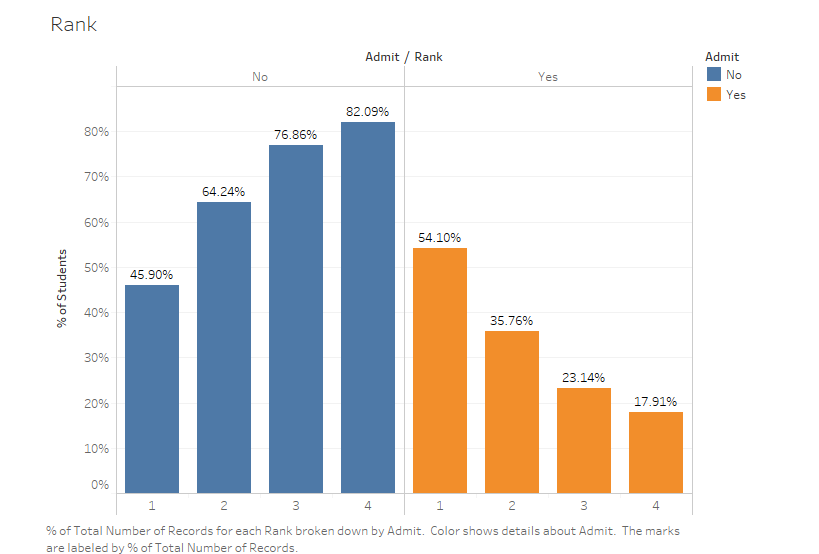 Rank
Admit / Rank
Admit
No
Yes
No
Yes
82.09%
76.86%
64.24%
54.10%
45.90%
35.76%
23.14%
17.91%
80%
70%
60%
50%
40%
30%
20%
10%
0%
% of Students
1 2 3 4 1 2 3 4
% of Total Number of Records for each Rank broken down by Admit.  Color shows details about Admit.  The marks
are labeled by % of Total Number of Records.